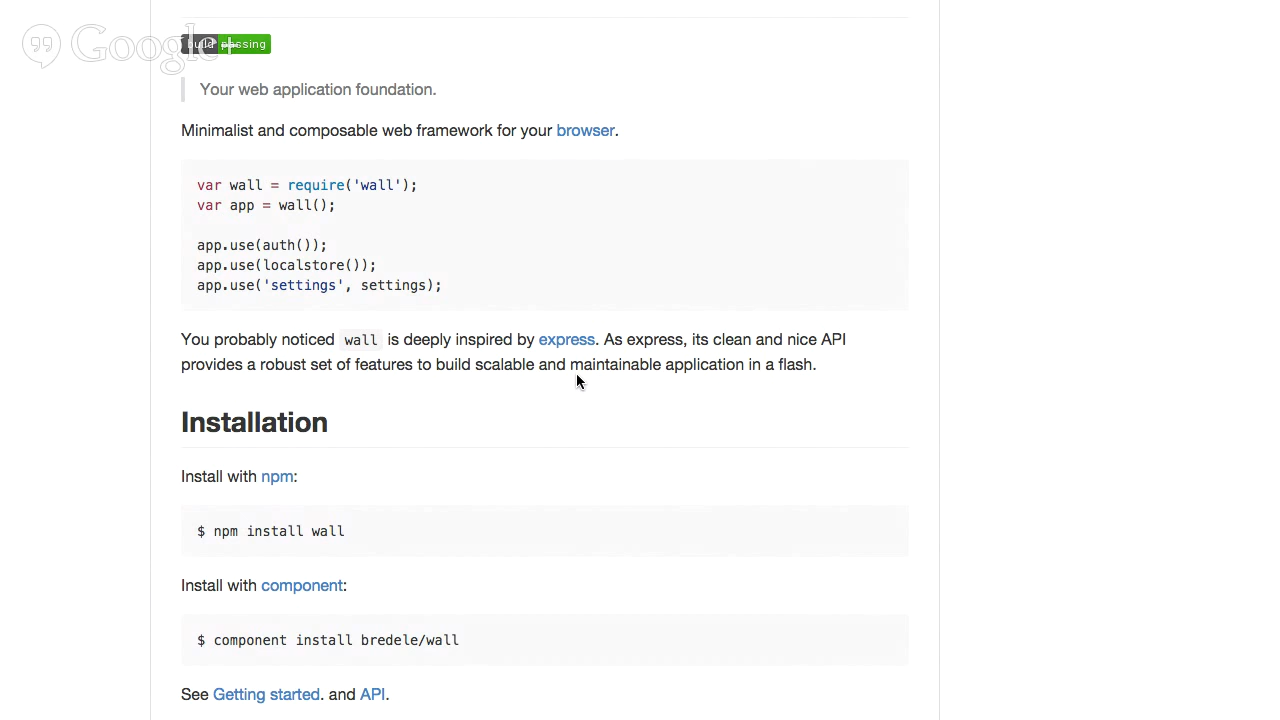 Google+
build passing
Your web application foundation.
Minimalist and composable web framework for your browser.
var wall = require('wall');
var app = wall();
app.use(auth());
app.use(localstore());
app.use('settings', settings);
You probably noticed wall is deeply inspired by express. As express, its clean and nice API
provides a robust set of features to build scalable and maintainable application in a flash.
Installation
Install with npm:
$ npm install wall
Install with component:
$ component install bredele/wall
See Getting started. and API.